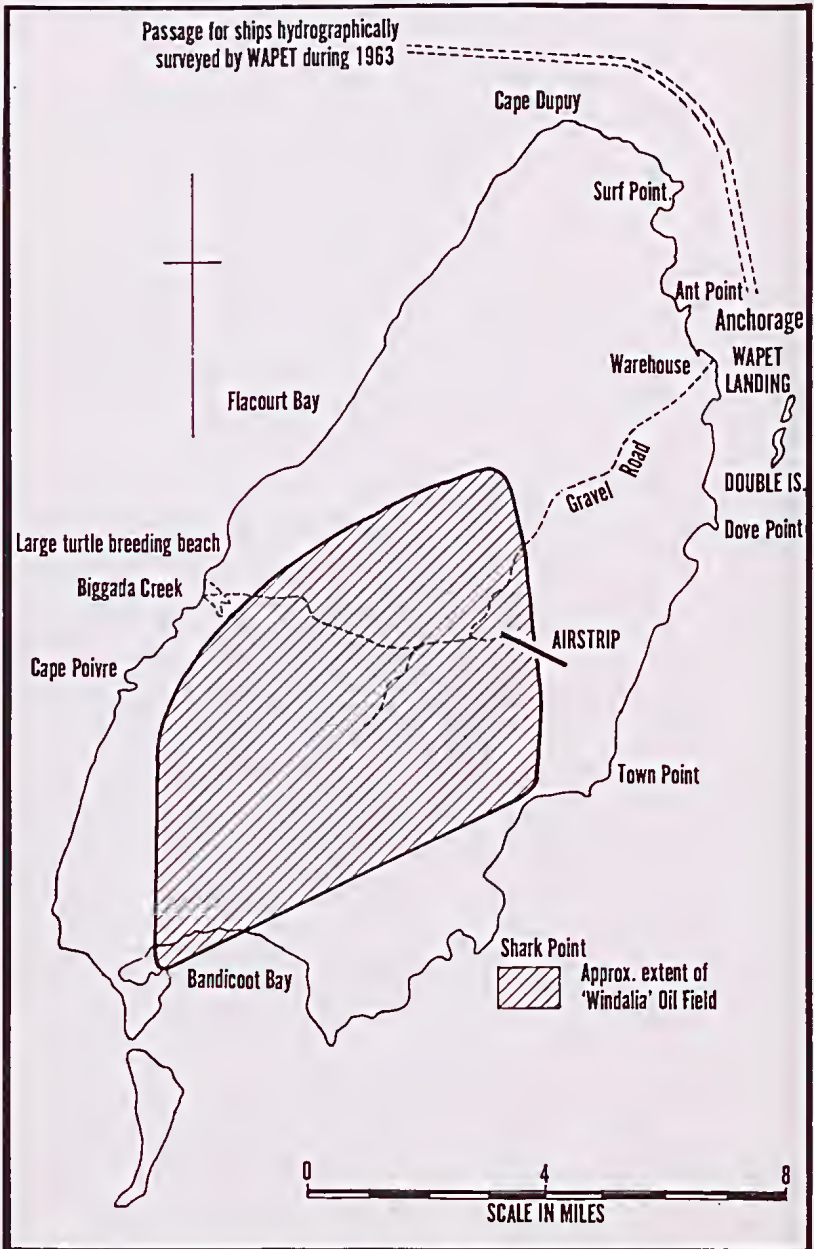 Passage for ships hydrographically
surveyed by WAPET during 1963
Cape Dupuy
Surf Point
Ant Point
Anchorage
Warehouse
WAPET
LANDING
Flacourt Bay
Gravel Road
DOUBLE IS.
Dove Point
Large turtle breeding beach
Biggada Creek
AIRSTRIP
Cape Poivre
Town Point
Shark Point
Approx. extent of
'Windalia' Oil Field
Bandicoot Bay
0 4 8
SCALE IN MILES